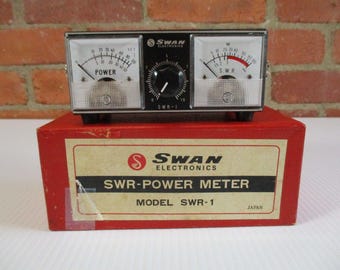 SWAN
ELECTRONICS
POWER
SWR
SWR-1
SWAN
ELECTRONICS
SWR-POWER METER
MODEL SWR-1
JAPAN